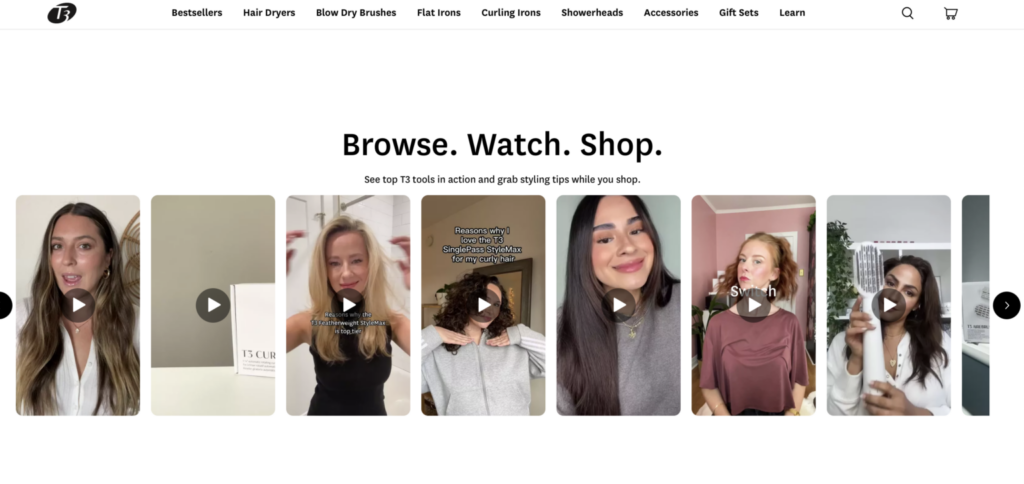 T3
Bestsellers Hair Dryers Blow Dry Brushes Flat Irons Curling Irons Showerheads Accessories Gift Sets Learn
Browse. Watch. Shop.
See top T3 tools in action and grab styling tips while you shop.
T3 CUR
Reasons why the
T3 Featherweight StyleMax
is top tier
Reasons why I
love the T3
SinglePass StyleMax
for my curly hair